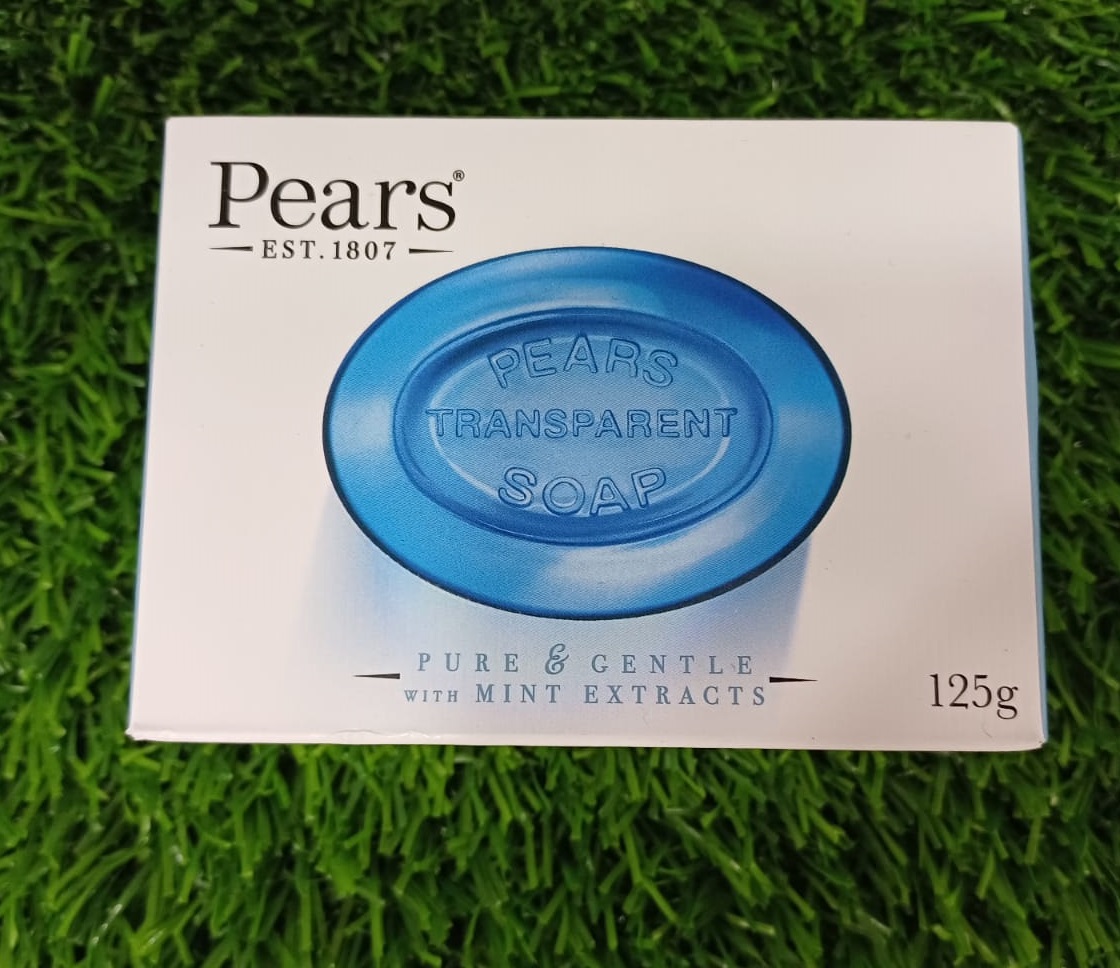 Pears®
EST. 1807
PEARS
TRANSPARENT
SOAP
PURE & GENTLE
WITH MINT EXTRACTS
125g